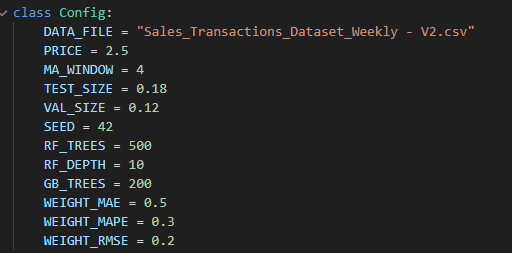 class Config:
    DATA_FILE = "Sales_Transactions_Dataset_Weekly - V2.csv"
    PRICE = 2.5
    MA_WINDOW = 4
    TEST_SIZE = 0.18
    VAL_SIZE = 0.12
    SEED = 42
    RF_TREES = 500
    RF_DEPTH = 10
    GB_TREES = 200
    WEIGHT_MAE = 0.5
    WEIGHT_MAPE = 0.3
    WEIGHT_RMSE = 0.2